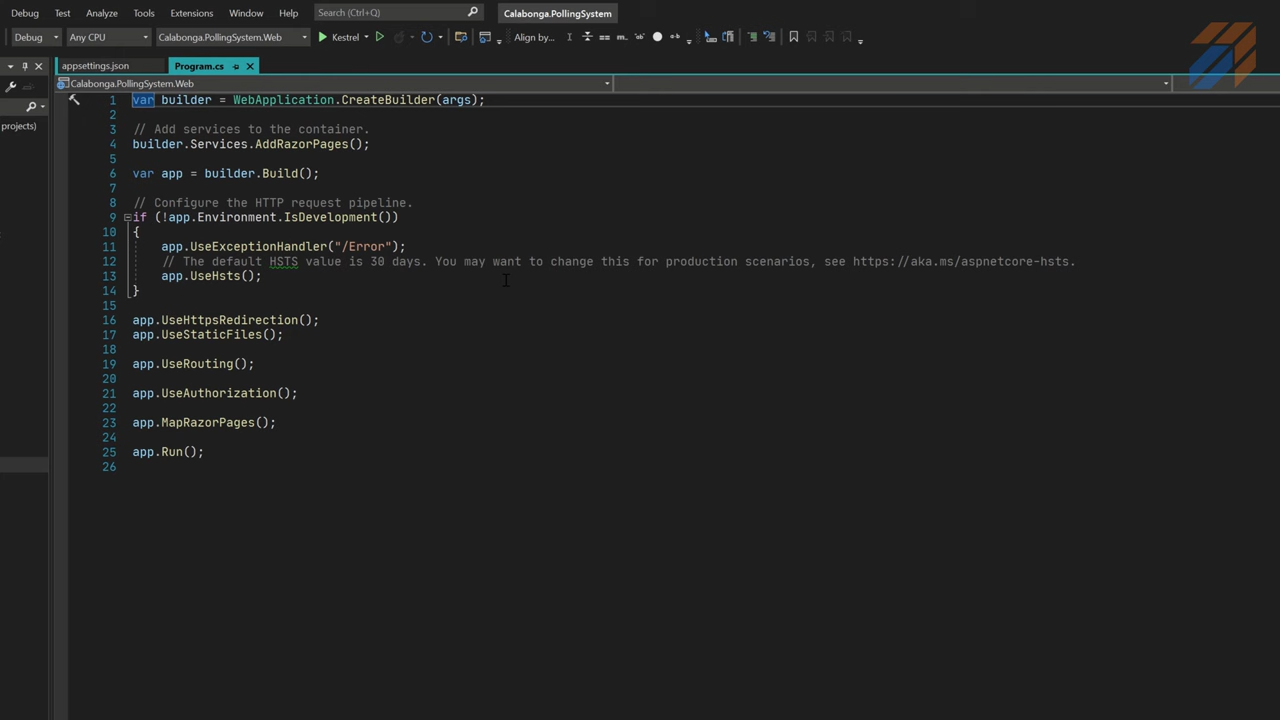 Debug Test Analyze Tools Extensions Window Help Search (Ctrl+Q) Calabonga.PollingSystem
Debug Any CPU Calabonga.PollingSystem.Web Kestrel Align by...
appsettings.json Program.cs
Calabonga.PollingSystem.Web
projects)
1 var builder = WebApplication.CreateBuilder(args);
2
3 // Add services to the container.
4 builder.Services.AddRazorPages();
5
6 var app = builder.Build();
7
8 // Configure the HTTP request pipeline.
9 if (!app.Environment.IsDevelopment())
10 {
11 app.UseExceptionHandler("/Error");
12 // The default HSTS value is 30 days. You may want to change this for production scenarios, see https://aka.ms/aspnetcore-hsts.
13 app.UseHsts();
14 }
15
16 app.UseHttpsRedirection();
17 app.UseStaticFiles();
18
19 app.UseRouting();
20
21 app.UseAuthorization();
22
23 app.MapRazorPages();
24
25 app.Run();
26